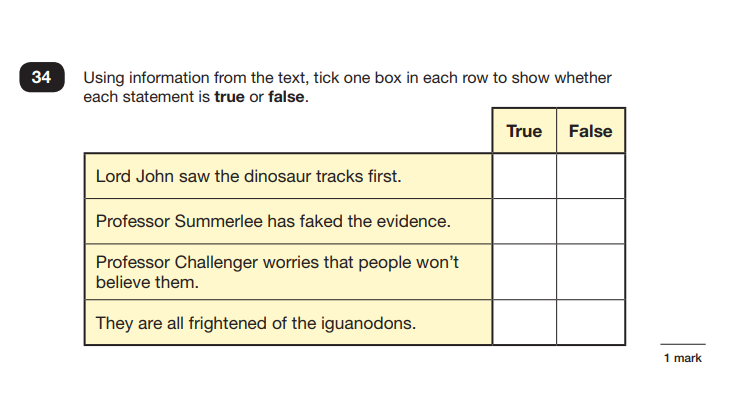 34
Using information from the text, tick one box in each row to show whether
each statement is true or false.
True False
Lord John saw the dinosaur tracks first.
Professor Summerlee has faked the evidence.
Professor Challenger worries that people won’t
believe them.
They are all frightened of the iguanodons.
1 mark